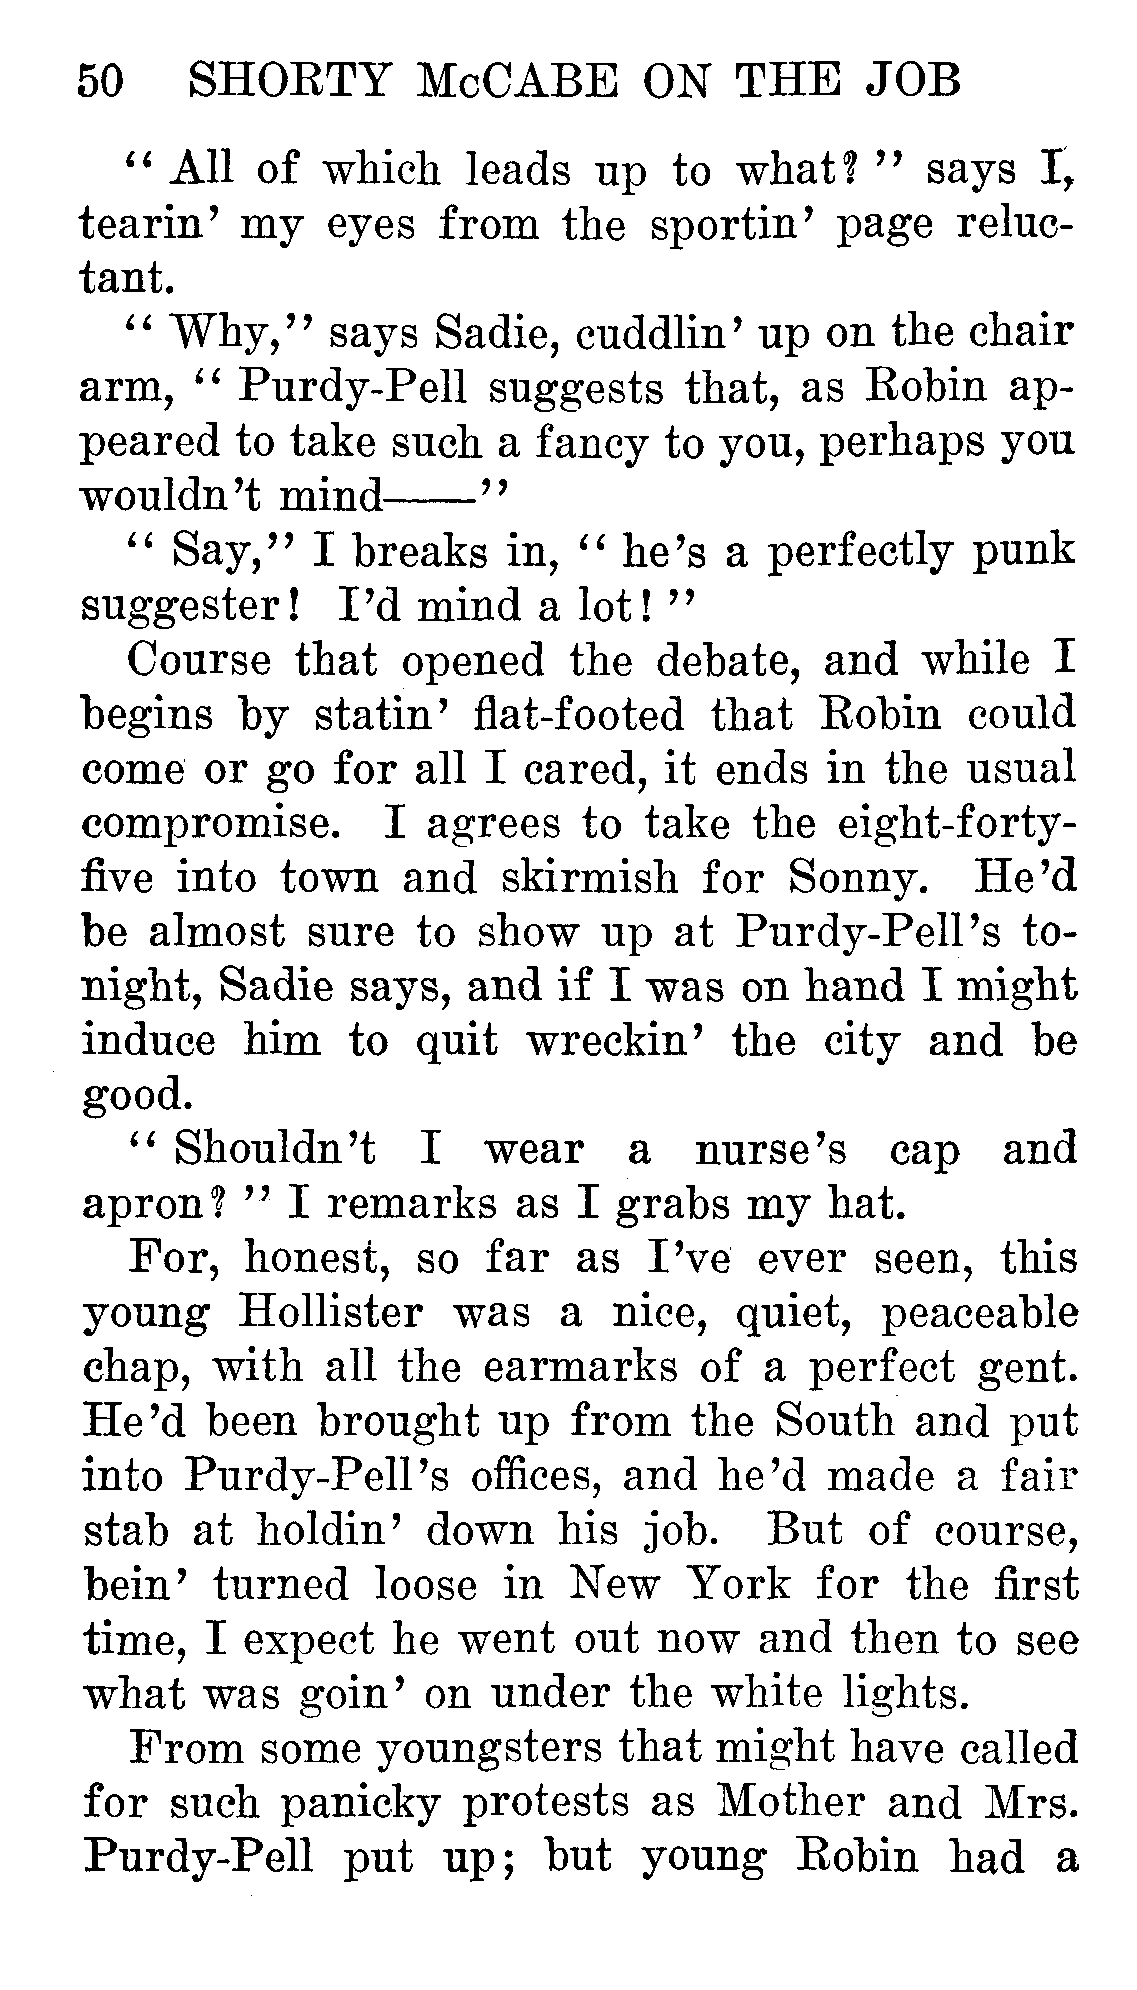 50 SHORTY McCABE ON THE JOB
“ All of which leads up to what? ” says I,
tearin’ my eyes from the sportin’ page reluc-
tant.
“ Why,” says Sadie, cuddlin’ up on the chair
arm, “ Purdy-Pell suggests that, as Robin ap-
peared to take such a fancy to you, perhaps you
wouldn’t mind——”
“ Say,” I breaks in, “ he’s a perfectly punk
suggester! I’d mind a lot! ”
Course that opened the debate, and while I
begins by statin’ flat-footed that Robin could
come or go for all I cared, it ends in the usual
compromise. I agrees to take the eight-forty-
five into town and skirmish for Sonny. He’d
be almost sure to show up at Purdy-Pell’s to-
night, Sadie says, and if I was on hand I might
induce him to quit wreckin’ the city and be
good.
“ Shouldn’t I wear a nurse’s cap and
apron? ” I remarks as I grabs my hat.
For, honest, so far as I’ve ever seen, this
young Hollister was a nice, quiet, peaceable
chap, with all the earmarks of a perfect gent.
He’d been brought up from the South and put
into Purdy-Pell’s offices, and he’d made a fair
stab at holdin’ down his job. But of course,
bein’ turned loose in New York for the first
time, I expect he went out now and then to see
what was goin’ on under the white lights.
From some youngsters that might have called
for such panicky protests as Mother and Mrs.
Purdy-Pell put up; but young Robin had a